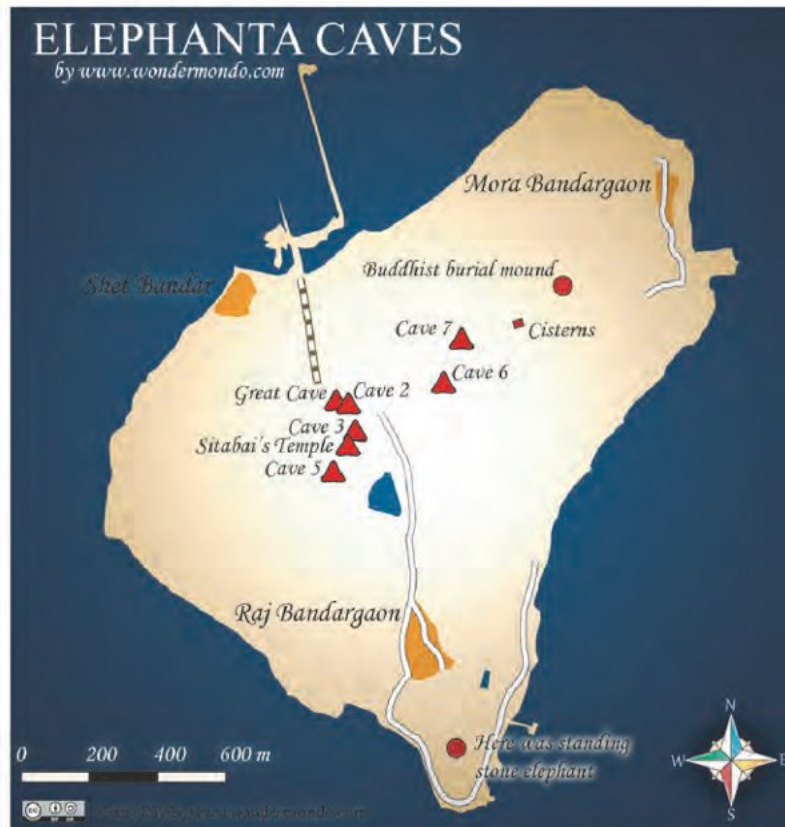 ELEPHANTA CAVES
by www.wondermondo.com
Mora Bandargaon
Buddhist burial mound
Shet Bandar
Cisterns
Cave 7
Cave 6
Great Cave
Cave 2
Cave 3
Sitabai's Temple
Cave 5
Raj Bandargaon
Here was standing
stone elephant
0 200 400 600 m
N
W E
S
cc